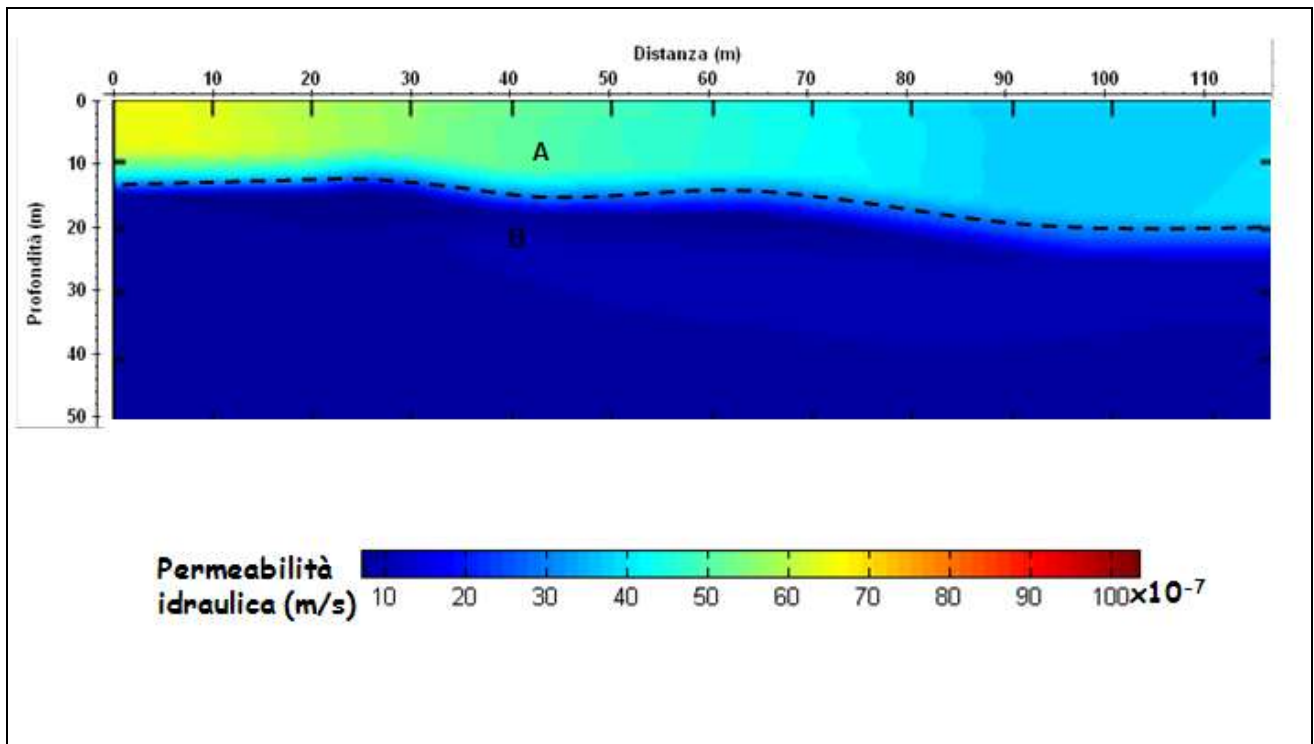 Distanza (m)
0 10 20 30 40 50 60 70 80 90 100 110
Profondità (m)
0
10
20
30
40
50
A
B
Permeabilità
idraulica (m/s)
10 20 30 40 50 60 70 80 90 100 x10⁻⁷